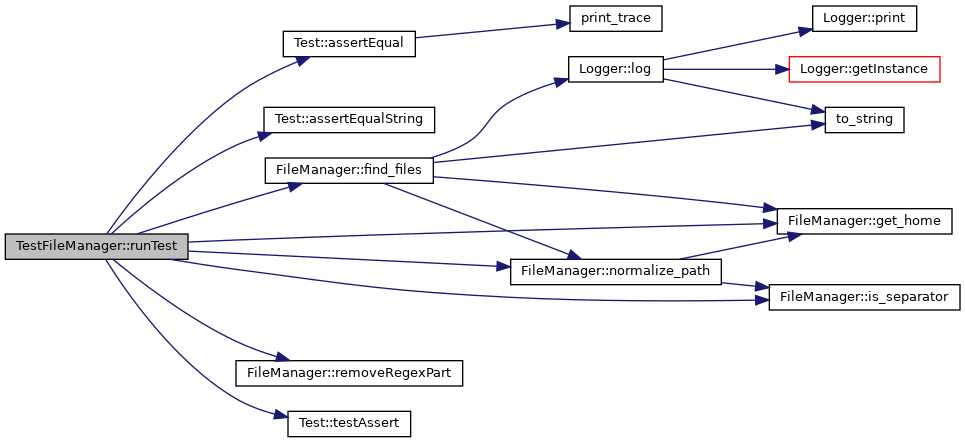 print_trace
Logger::print
Test::assertEqual
Logger::log
Logger::getInstance
Test::assertEqualString
to_string
FileManager::find_files
FileManager::get_home
TestFileManager::runTest
FileManager::normalize_path
FileManager::is_separator
FileManager::removeRegexPart
Test::testAssert